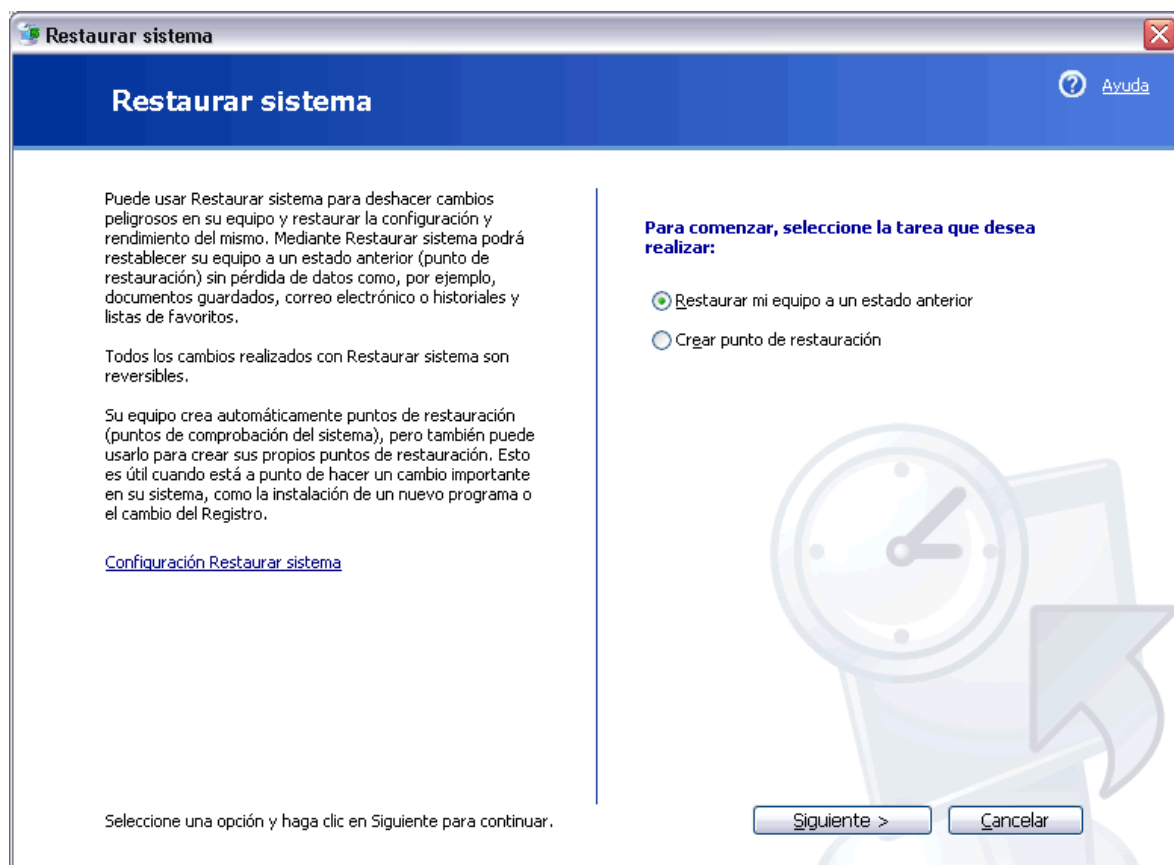 Restaurar sistema
Restaurar sistema
Ayuda
Puede usar Restaurar sistema para deshacer cambios
peligrosos en su equipo y restaurar la configuración y
rendimiento del mismo. Mediante Restaurar sistema podrá
restablecer su equipo a un estado anterior (punto de
restauración) sin pérdida de datos como, por ejemplo,
documentos guardados, correo electrónico o historiales y
listas de favoritos.
Todos los cambios realizados con Restaurar sistema son
reversibles.
Su equipo crea automáticamente puntos de restauración
(puntos de comprobación del sistema), pero también puede
usarlo para crear sus propios puntos de restauración. Esto
es útil cuando está a punto de hacer un cambio importante
en su sistema, como la instalación de un nuevo programa o
el cambio del Registro.
Configuración Restaurar sistema
Para comenzar, seleccione la tarea que desea
realizar:
Restaurar mi equipo a un estado anterior
Crear punto de restauración
Seleccione una opción y haga clic en Siguiente para continuar.
Siguiente >
Cancelar